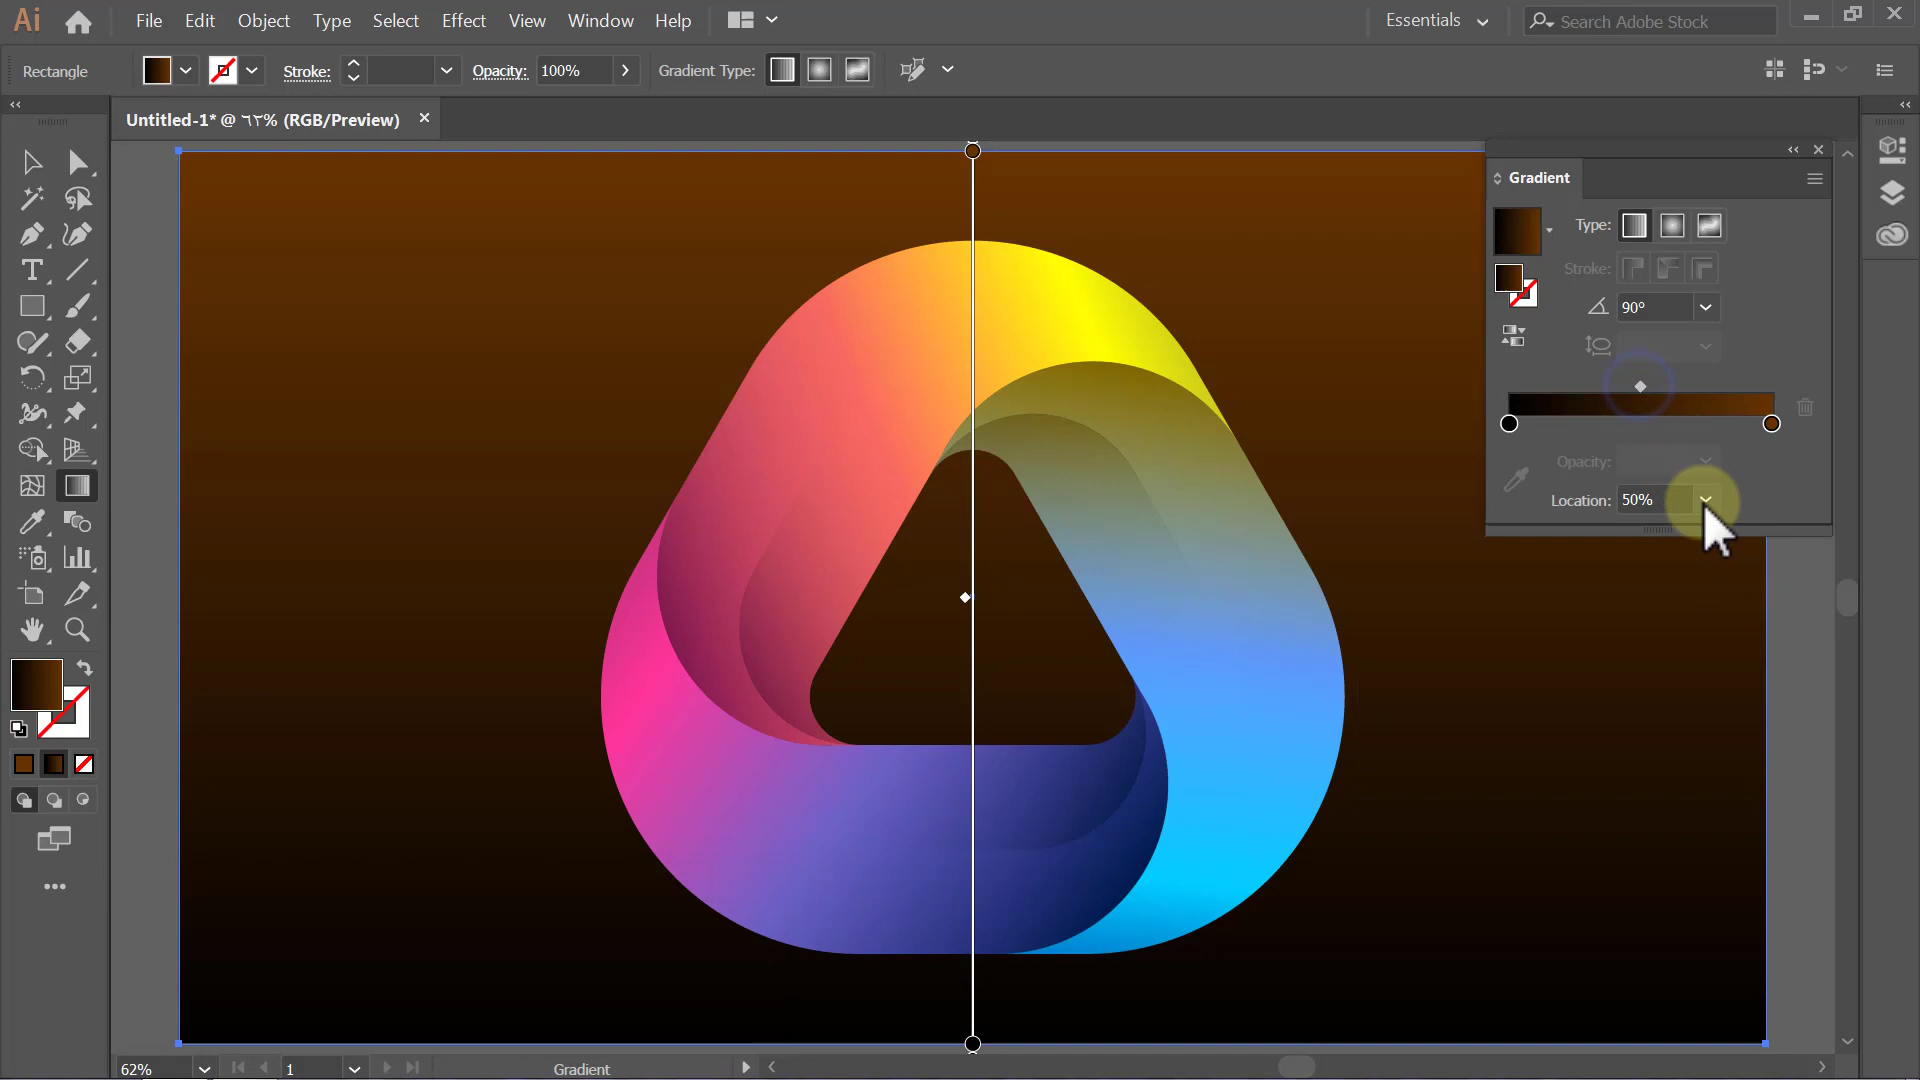 Ai File Edit Object Type Select Effect View Window Help Essentials Search Adobe Stock
Rectangle Stroke: Opacity: 100% Gradient Type:
Untitled-1* @ ٦٢% (RGB/Preview)
Gradient
Type:
Stroke:
90°
Opacity:
Location: 50%
62% 1 Gradient